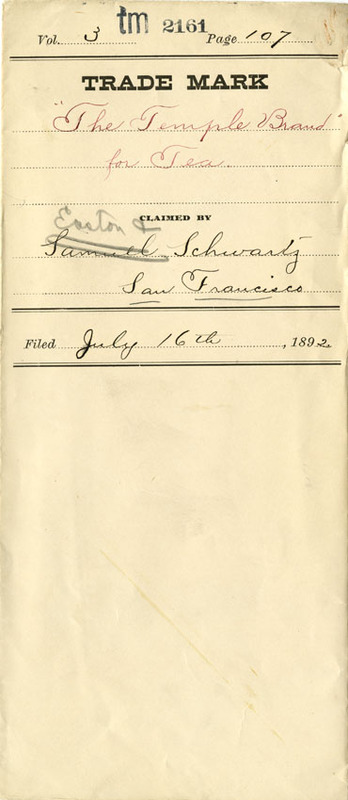 Vol. 3 tm 2161 Page 107
TRADE MARK
"The Temple Brand"
for Tea
CLAIMED BY
Easton &
Samuel Schwartz
San Francisco
Filed July 16th, 1892